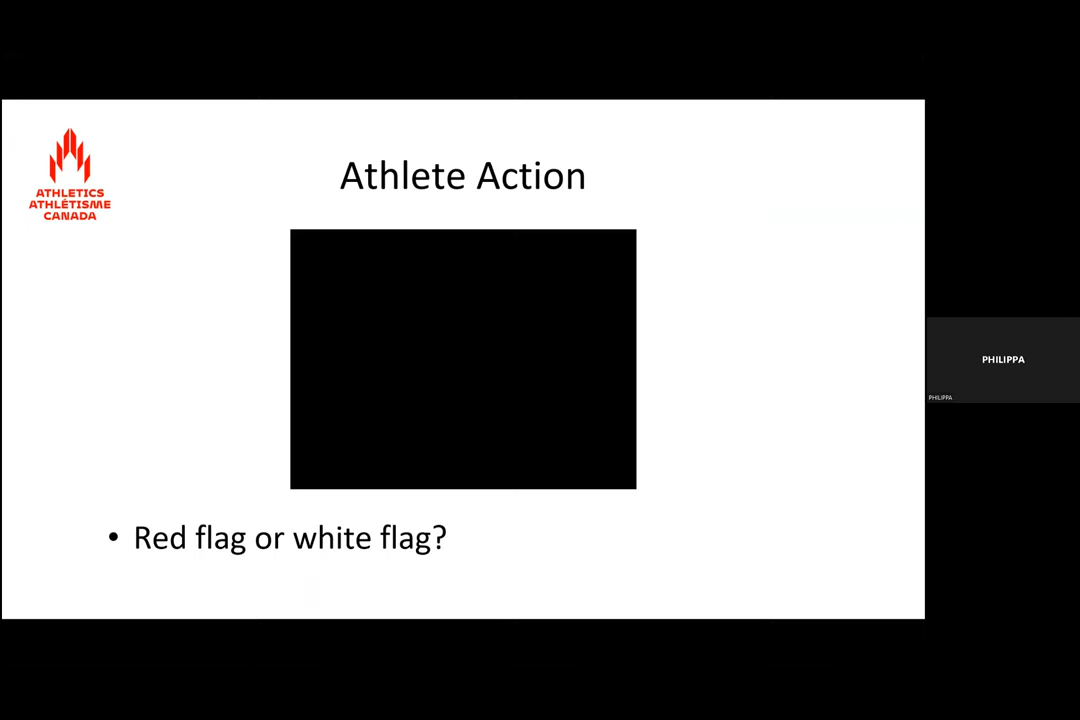 ATHLETICS
ATHLÉTISME
CANADA
Athlete Action
• Red flag or white flag?
PHILIPPA
PHILIPPA